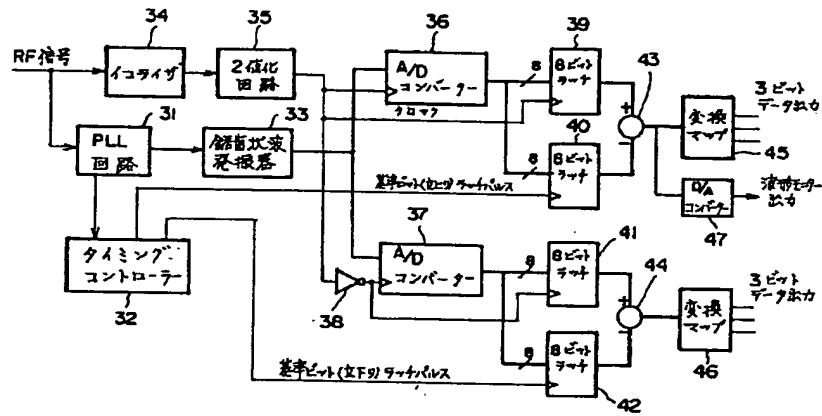 34
35
36
39
RF信号
イコライザ
2値化
回路
A/D
コンバーター
8
8ビット
ラッチ
43
3ビット
データ出力
クロック
31
33
40
PLL
回路
鋸歯状波
発振器
8
8ビット
ラッチ
+
−
変換
マップ
45
基準ビット(立上り)ラッチパルス
D/A
コンバーター
波形モニター
出力
47
37
41
タイミング
コントローラー
32
A/D
コンバーター
8
8ビット
ラッチ
44
3ビット
データ出力
38
+
−
変換
マップ
46
8
8ビット
ラッチ
基準ビット(立下り)ラッチパルス
42